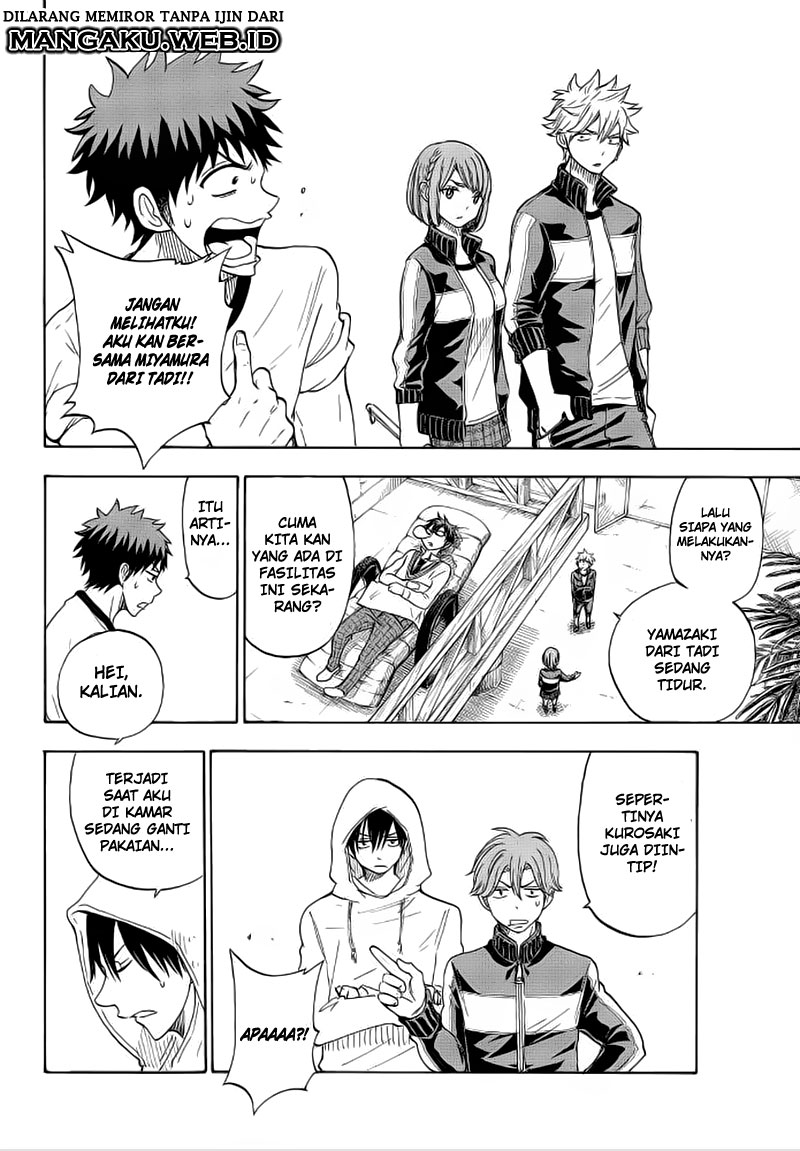 DILARANG MEMIROR TANPA IJIN DARI
MANGAKU.WEB.ID
JANGAN
MELIHATKU!
AKU KAN BER-
SAMA MIYAMURA
DARI TADI!!
LALU
SIAPA YANG
MELAKUKAN-
NYA?
YAMAZAKI
DARI TADI
SEDANG
TIDUR.
CUMA
KITA KAN
YANG ADA DI
FASILITAS
INI SEKA-
RANG?
ITU
ARTI-
NYA...
HEI,
KALIAN.
SEPER-
TINYA
KUROSAKI
JUGA DIIN-
TIP!
APAAAA?!
TERJADI
SAAT AKU
DI KAMAR
SEDANG GANTI
PAKAIAN...